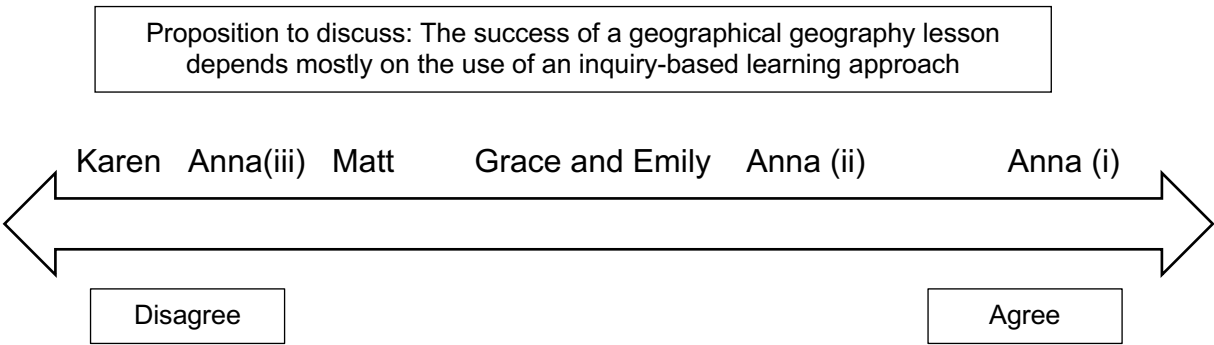 Proposition to discuss: The success of a geographical geography lesson
depends mostly on the use of an inquiry-based learning approach
Karen Anna(iii) Matt Grace and Emily Anna (ii) Anna (i)
Disagree Agree